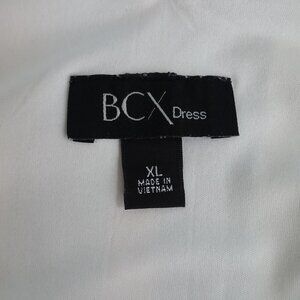 BCX Dress
XL
MADE IN
VIETNAM